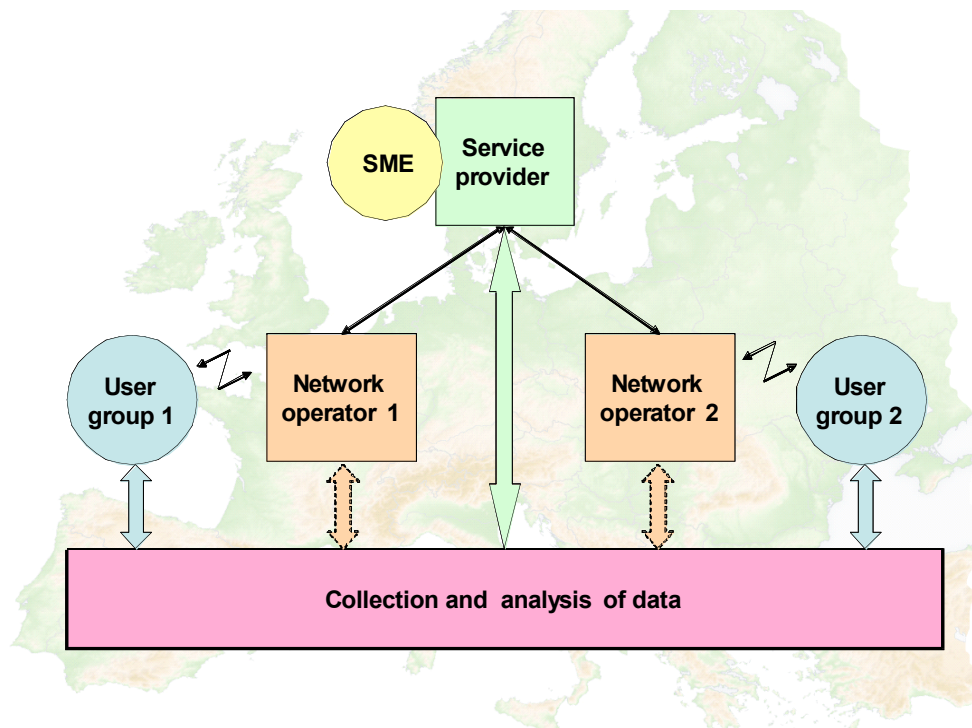 SME
Service
provider
User
group 1
Network
operator 1
Network
operator 2
User
group 2
Collection and analysis of data